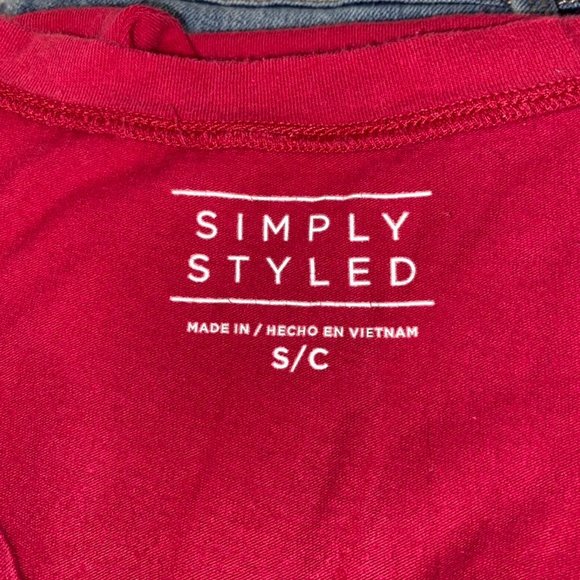 SIMPLY
STYLED
MADE IN / HECHO EN VIETNAM
S/C